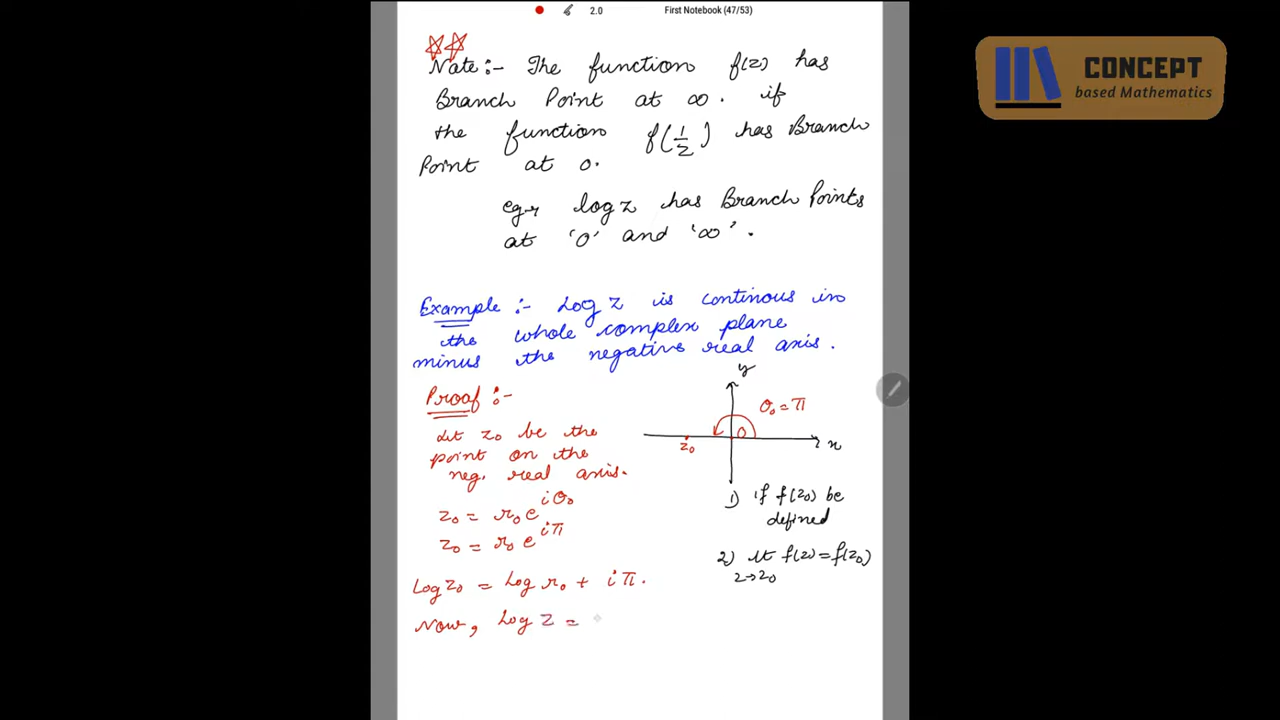 2.0 First Notebook (47/53)
CONCEPT
based Mathematics
Note :- The function f(z) has
Branch Point at ∞. if
the function f(1/z) has Branch
Point at 0.
eg→ log z has Branch Points
at '0' and '∞'.
Example :- Log z is continous in
the whole complex plane
minus the negative real axis.
Proof :-
Let z₀ be the
point on the
neg. real axis.
z₀ = r₀ e^{iθ₀}
z₀ = r₀ e^{iπ}
Log z₀ = Log r₀ + iπ.
Now, Log z =
y
θ₀ = π
z₀
0
x
1) if f(z₀) be
defined
2) lt f(z) = f(z₀)
z→z₀